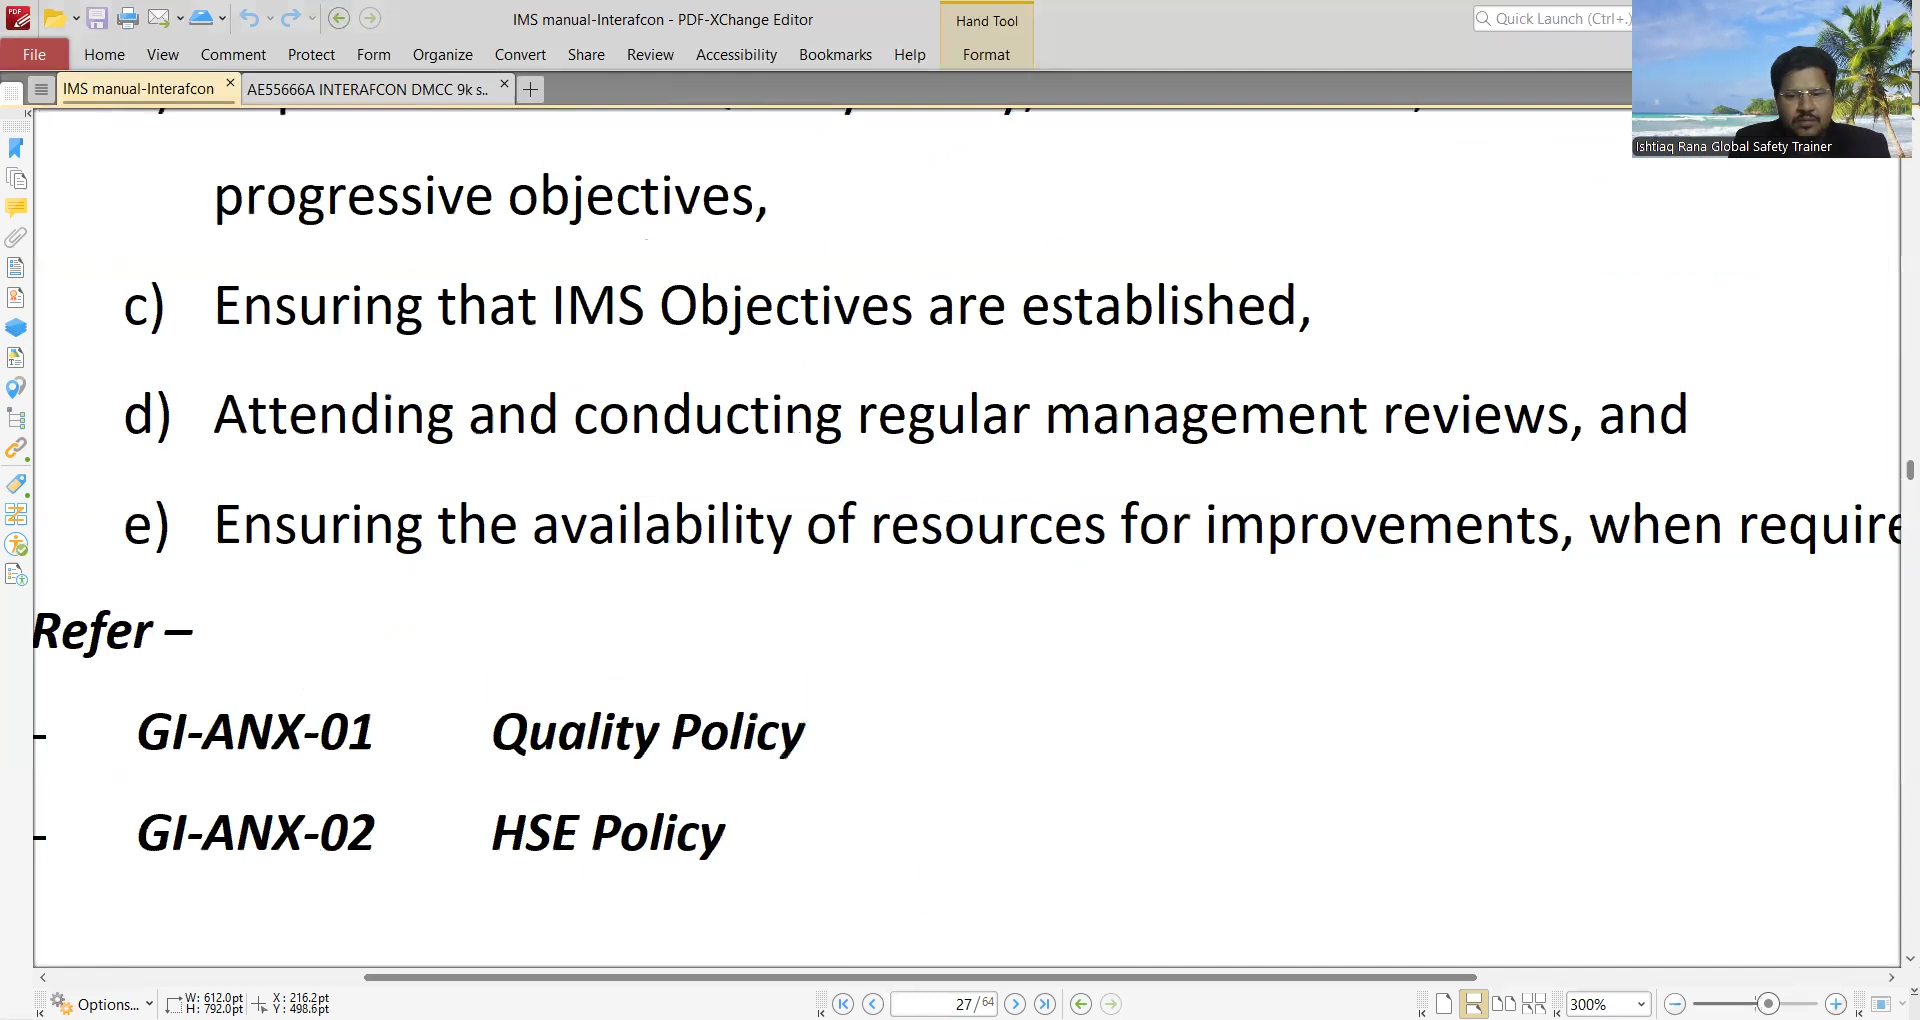 IMS manual-Interafcon - PDF-XChange Editor
Hand Tool
Quick Launch (Ctrl+.)
File Home View Comment Protect Form Organize Convert Share Review Accessibility Bookmarks Help Format
IMS manual-Interafcon
AE55666A INTERAFCON DMCC 9k s..
Ishtiaq Rana Global Safety Trainer
progressive objectives,
c) Ensuring that IMS Objectives are established,
d) Attending and conducting regular management reviews, and
e) Ensuring the availability of resources for improvements, when require
Refer –
- GI-ANX-01 Quality Policy
- GI-ANX-02 HSE Policy
Options...
W: 612.0pt
H: 792.0pt
X: 216.2pt
Y: 498.6pt
27 / 64
300%